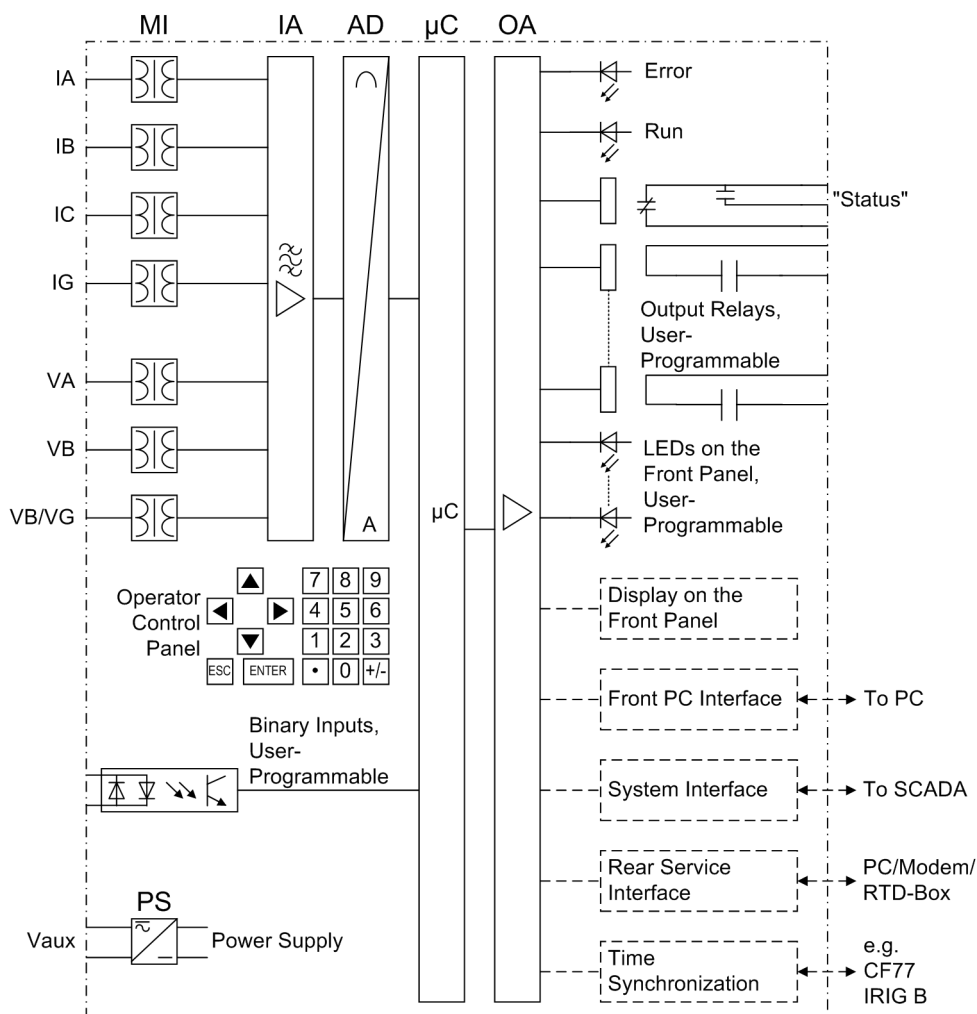 MI IA AD µC OA
IA
IB
IC
IG
VA
VB
VB/VG
A
µC
Error
Run
"Status"
Output Relays,
User-
Programmable
LEDs on the
Front Panel,
User-
Programmable
Operator
Control
Panel
7 8 9
4 5 6
1 2 3
ESC ENTER • 0 +/-
Display on the
Front Panel
Front PC Interface
To PC
Binary Inputs,
User-
Programmable
System Interface
To SCADA
Rear Service
Interface
PC/Modem/
RTD-Box
PS
Vaux
Power Supply
Time
Synchronization
e.g.
CF77
IRIG B